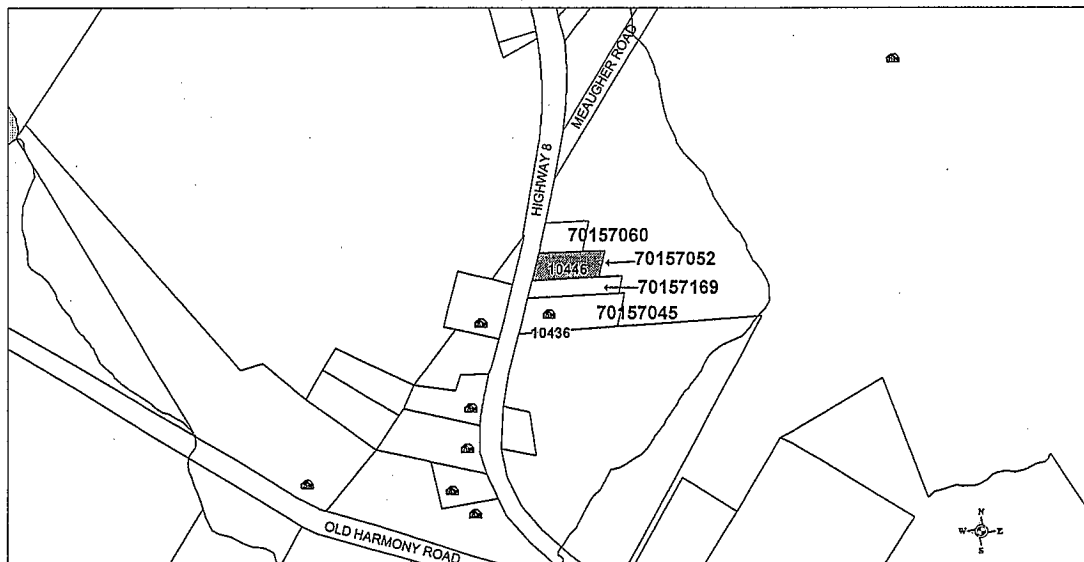 MEAUGHER ROAD
HIGHWAY 8
70157060
10446
70157052
70157169
70157045
10436
OLD HARMONY ROAD
N
W E
S